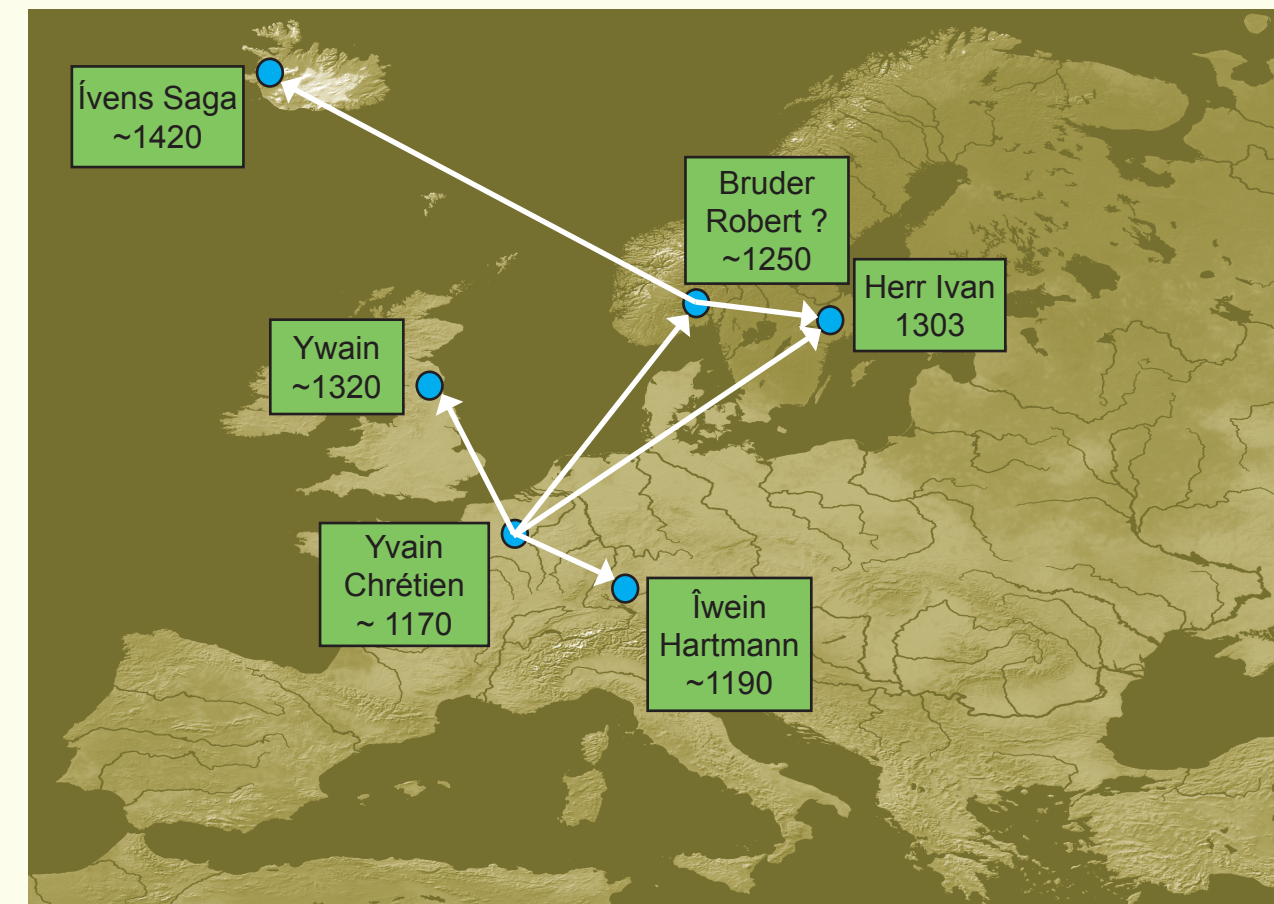 Ívens Saga
~1420
Bruder
Robert ?
~1250
Herr Ivan
1303
Ywain
~1320
Yvain
Chrétien
~ 1170
Îwein
Hartmann
~1190